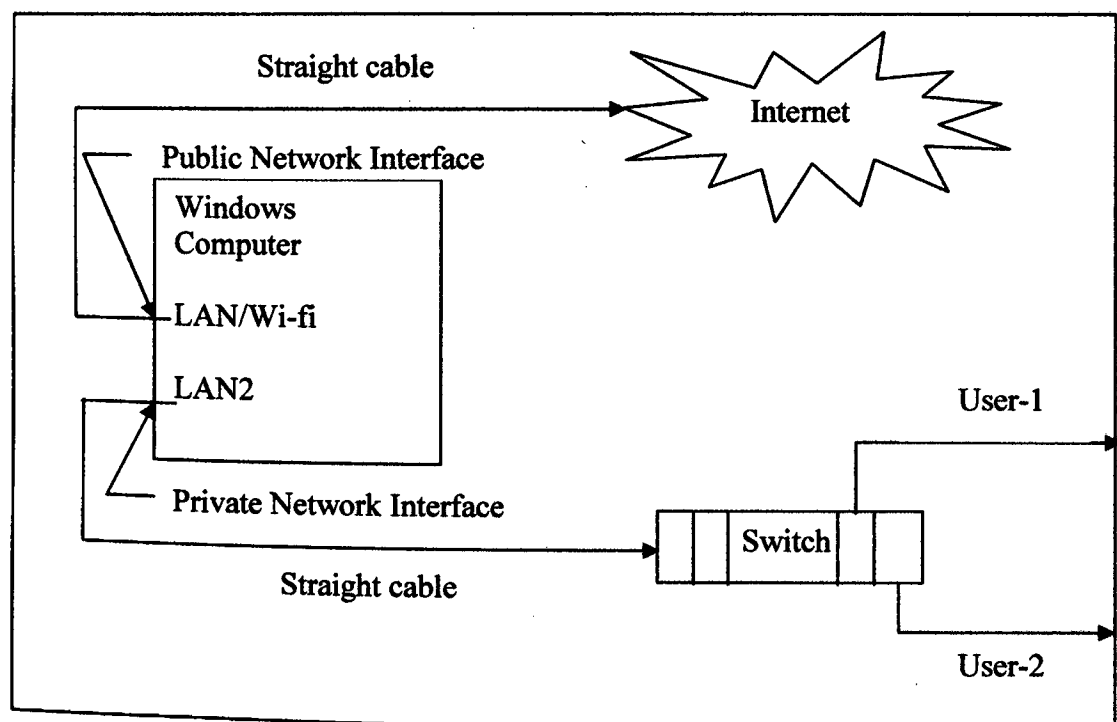 Straight cable
Internet
Public Network Interface
Windows
Computer
LAN/Wi-fi
LAN2
User-1
Private Network Interface
Switch
Straight cable
User-2